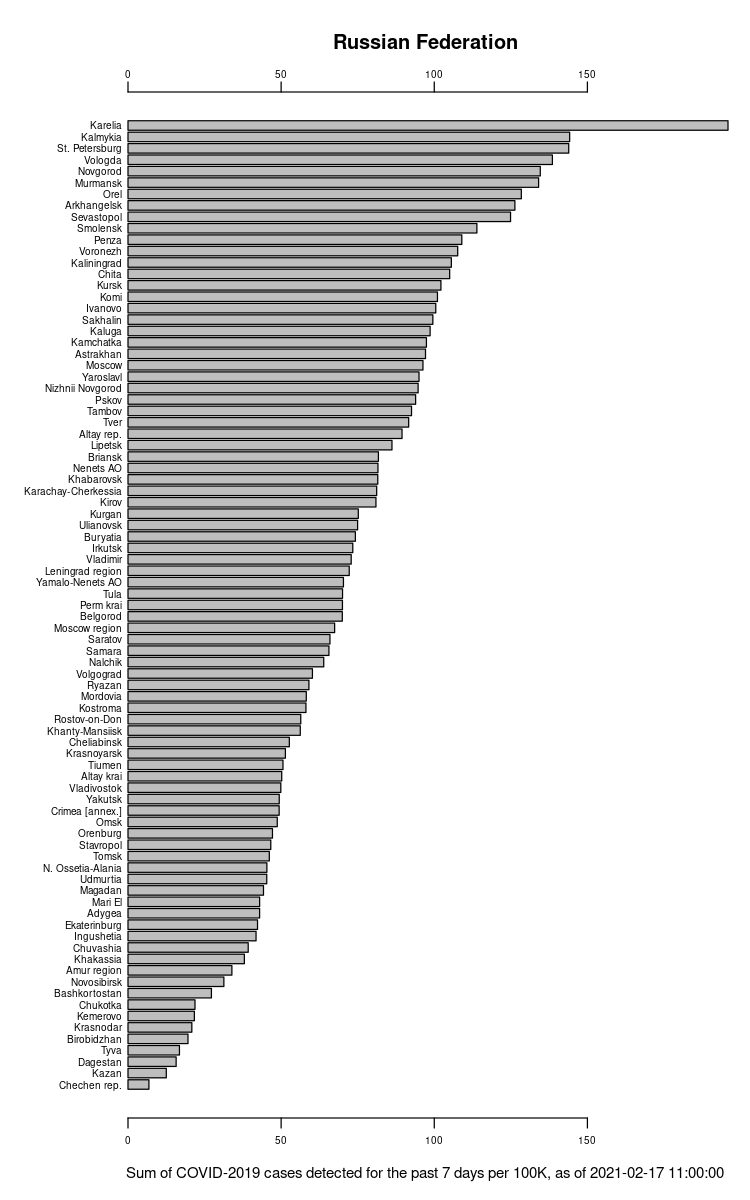 Russian Federation
0 50 100 150
Karelia
Kalmykia
St. Petersburg
Vologda
Novgorod
Murmansk
Orel
Arkhangelsk
Sevastopol
Smolensk
Penza
Voronezh
Kaliningrad
Chita
Kursk
Komi
Ivanovo
Sakhalin
Kaluga
Kamchatka
Astrakhan
Moscow
Yaroslavl
Nizhnii Novgorod
Pskov
Tambov
Tver
Altay rep.
Lipetsk
Briansk
Nenets AO
Khabarovsk
Karachay-Cherkessia
Kirov
Kurgan
Ulianovsk
Buryatia
Irkutsk
Vladimir
Leningrad region
Yamalo-Nenets AO
Tula
Perm krai
Belgorod
Moscow region
Saratov
Samara
Nalchik
Volgograd
Ryazan
Mordovia
Kostroma
Rostov-on-Don
Khanty-Mansiisk
Cheliabinsk
Krasnoyarsk
Tiumen
Altay krai
Vladivostok
Yakutsk
Crimea [annex.]
Omsk
Orenburg
Stavropol
Tomsk
N. Ossetia-Alania
Udmurtia
Magadan
Mari El
Adygea
Ekaterinburg
Ingushetia
Chuvashia
Khakassia
Amur region
Novosibirsk
Bashkortostan
Chukotka
Kemerovo
Krasnodar
Birobidzhan
Tyva
Dagestan
Kazan
Chechen rep.
0 50 100 150
Sum of COVID-2019 cases detected for the past 7 days per 100K, as of 2021-02-17 11:00:00